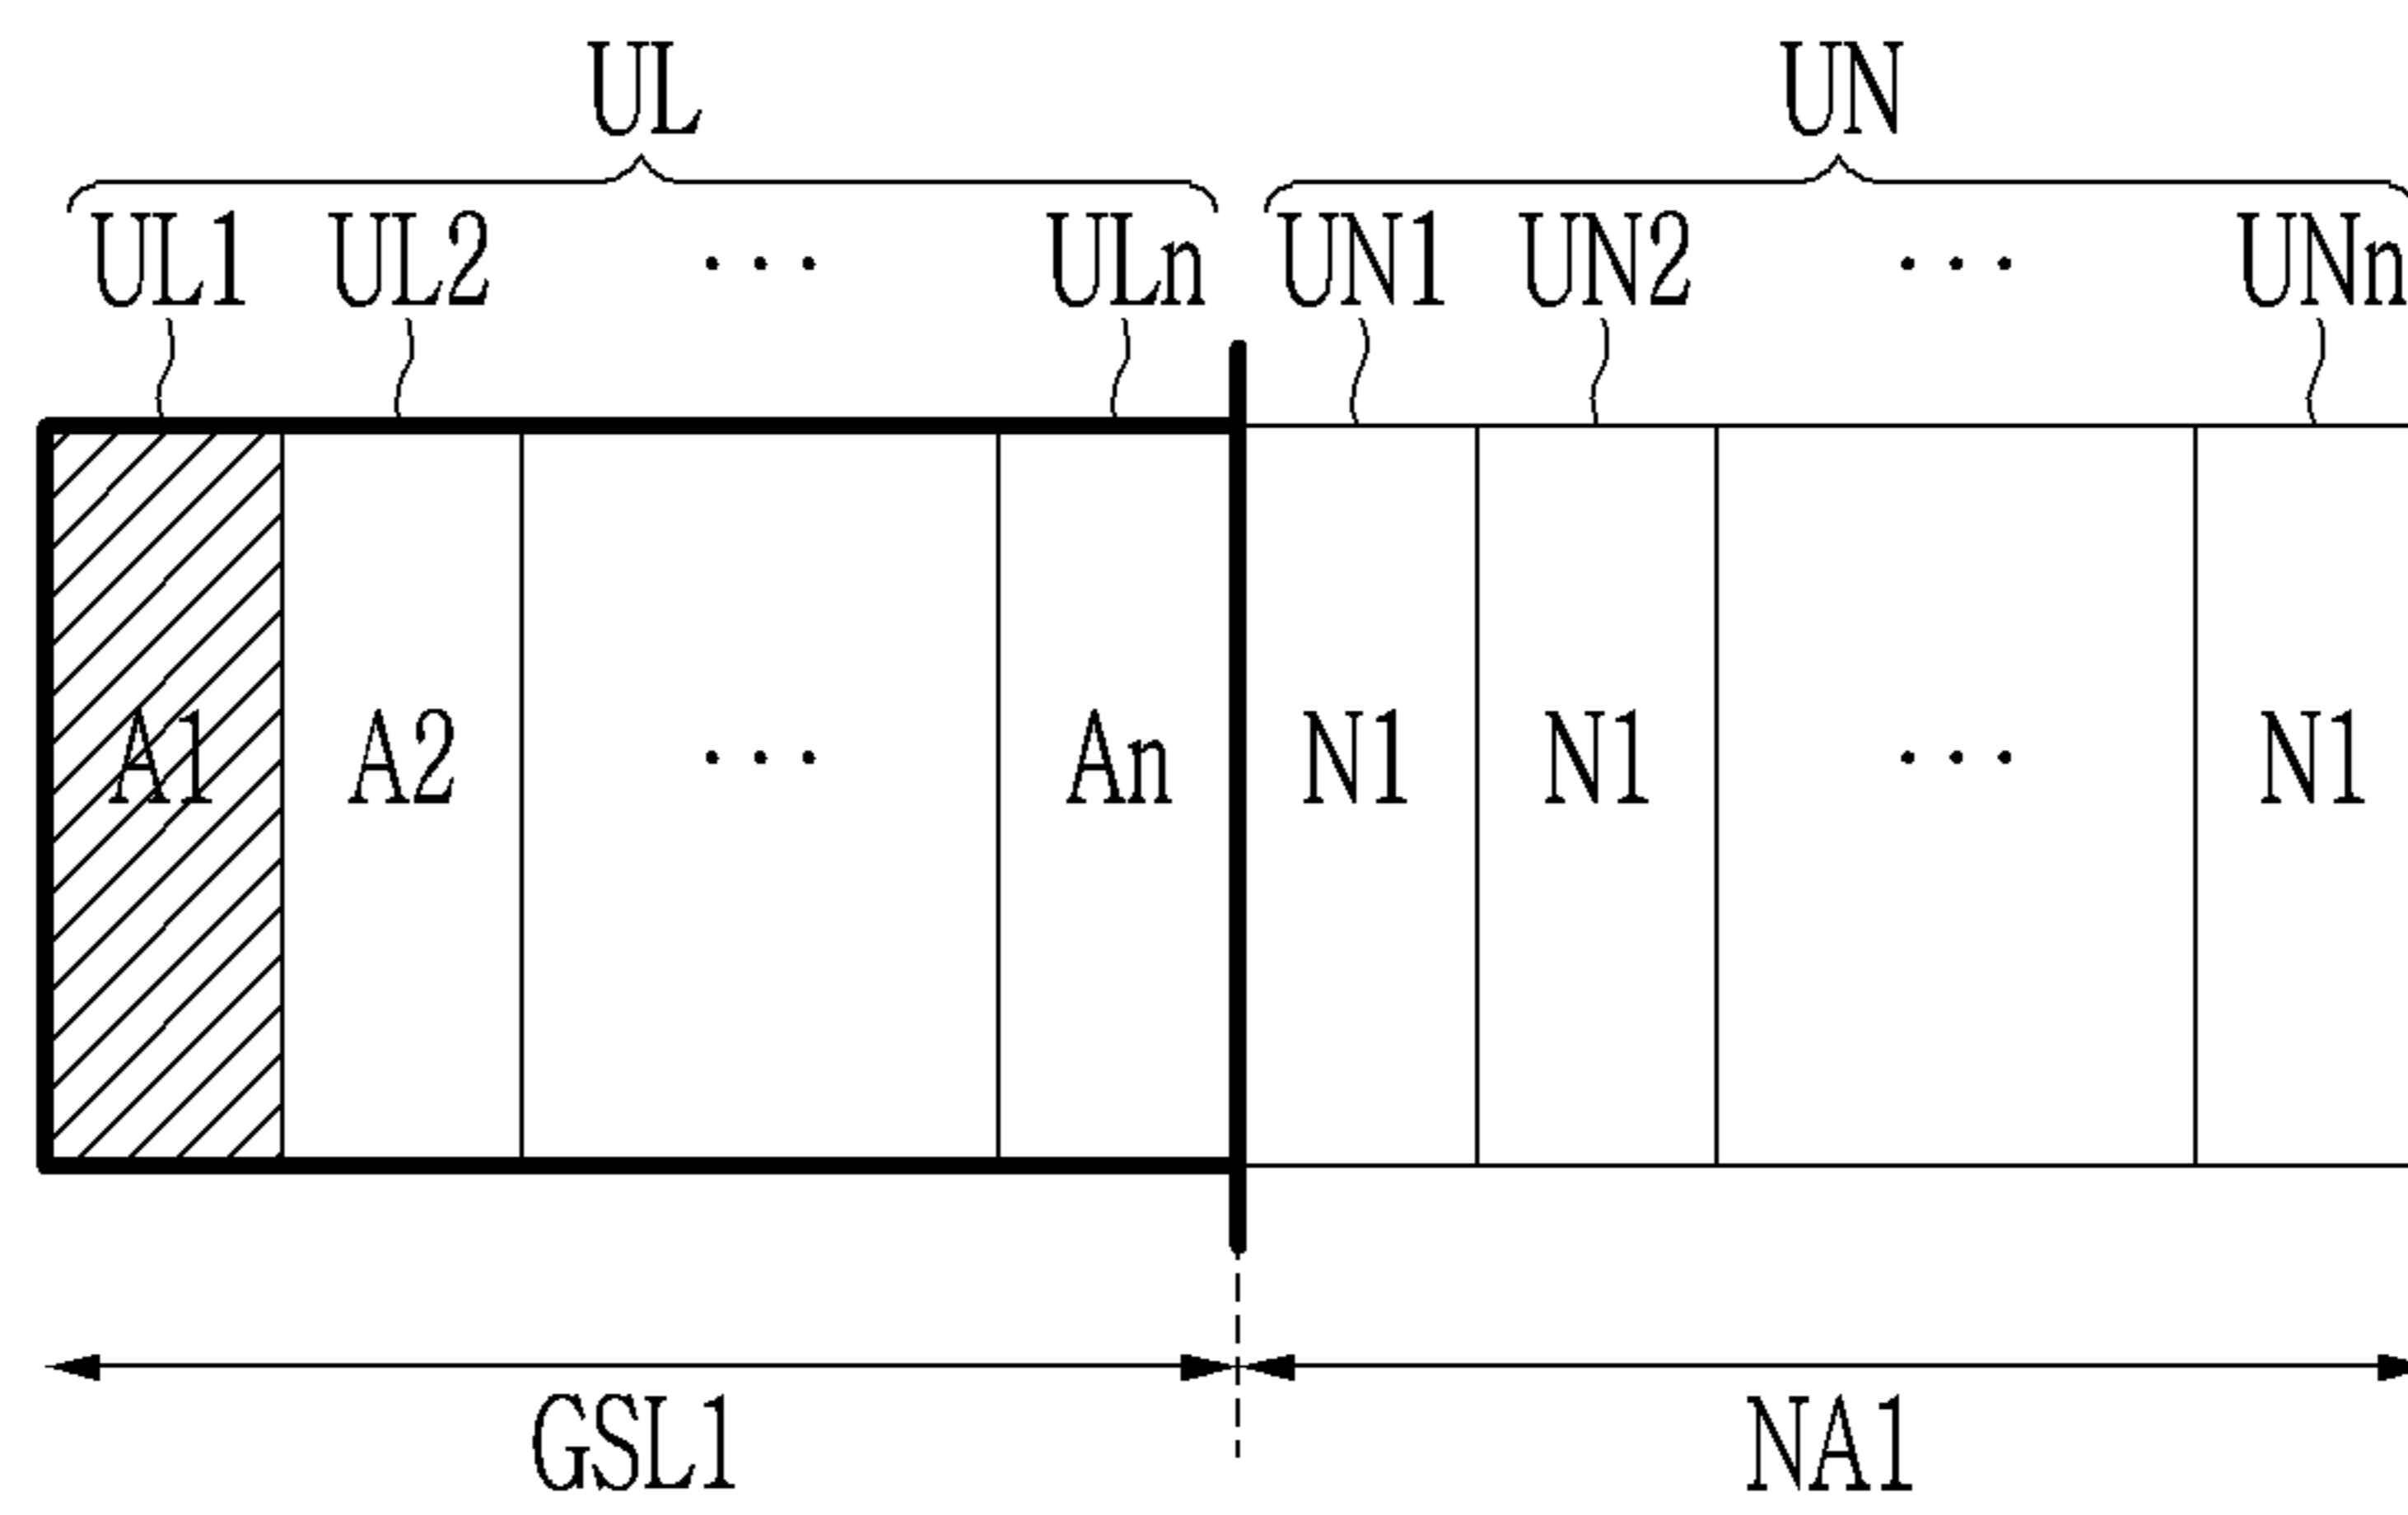 UL UN
UL1 UL2 ··· ULn UN1 UN2 ··· UNn
A1 A2 ··· An N1 N1 ··· N1
GSL1 NA1